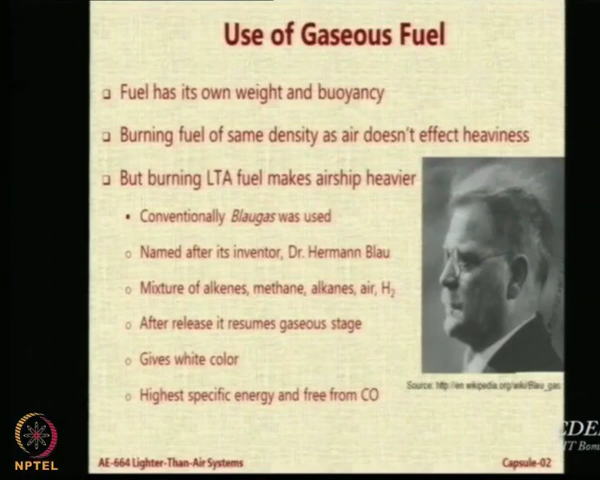 Use of Gaseous Fuel
Fuel has its own weight and buoyancy
Burning fuel of same density as air doesn't effect heaviness
But burning LTA fuel makes airship heavier
Conventionally Blaugas was used
Named after its inventor, Dr. Hermann Blau
Mixture of alkenes, methane, alkanes, air, H₂
After release it resumes gaseous stage
Gives white color
Highest specific energy and free from CO
Source: http://en.wikipedia.org/wiki/Blau_gas
NPTEL
AE-664 Lighter-Than-Air Systems
Capsule-02